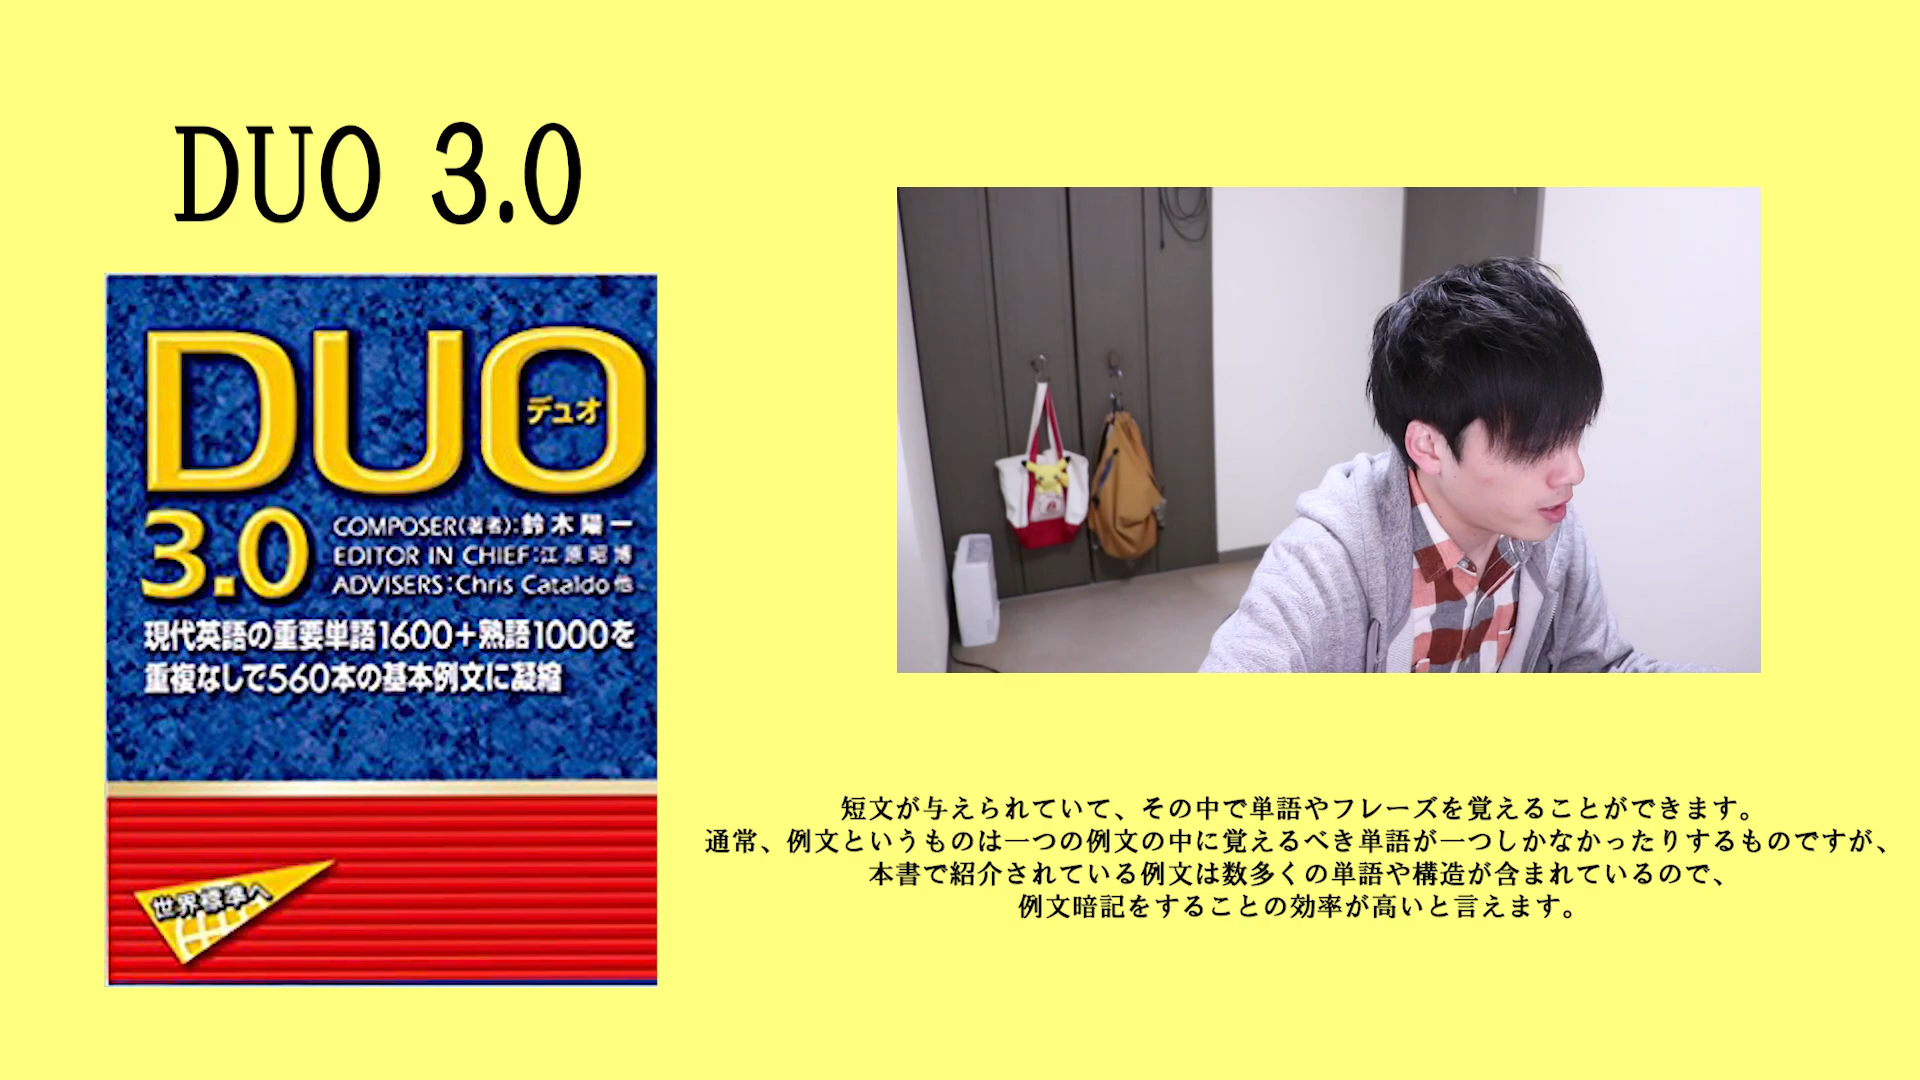 DUO 3.0
DUO
デュオ
3.0
COMPOSER(著者):鈴木陽一
EDITOR IN CHIEF:江原昭博
ADVISERS:Chris Cataldo他
現代英語の重要単語1600+熟語1000を
重複なしで560本の基本例文に凝縮
世界標準へ
短文が与えられていて、その中で単語やフレーズを覚えることができます。
通常、例文というものは一つの例文の中に覚えるべき単語が一つしかなかったりするものですが、
本書で紹介されている例文は数多くの単語や構造が含まれているので、
例文暗記をすることの効率が高いと言えます。